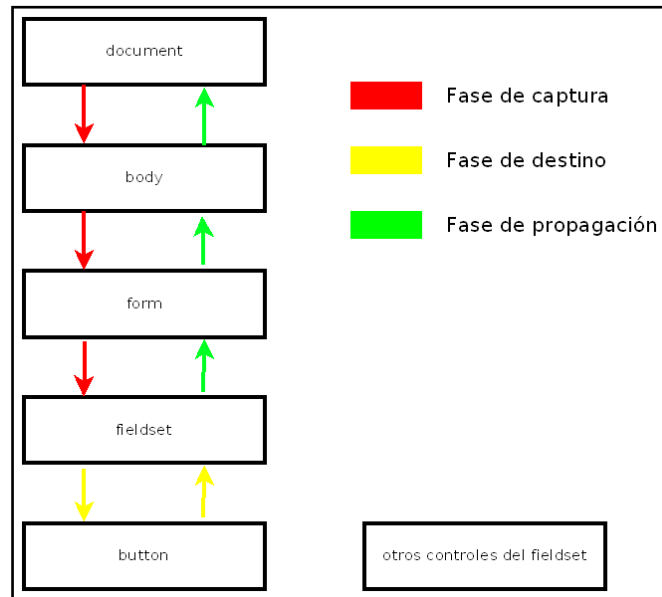 document
Fase de captura
Fase de destino
body
Fase de propagación
form
fieldset
button
otros controles del fieldset